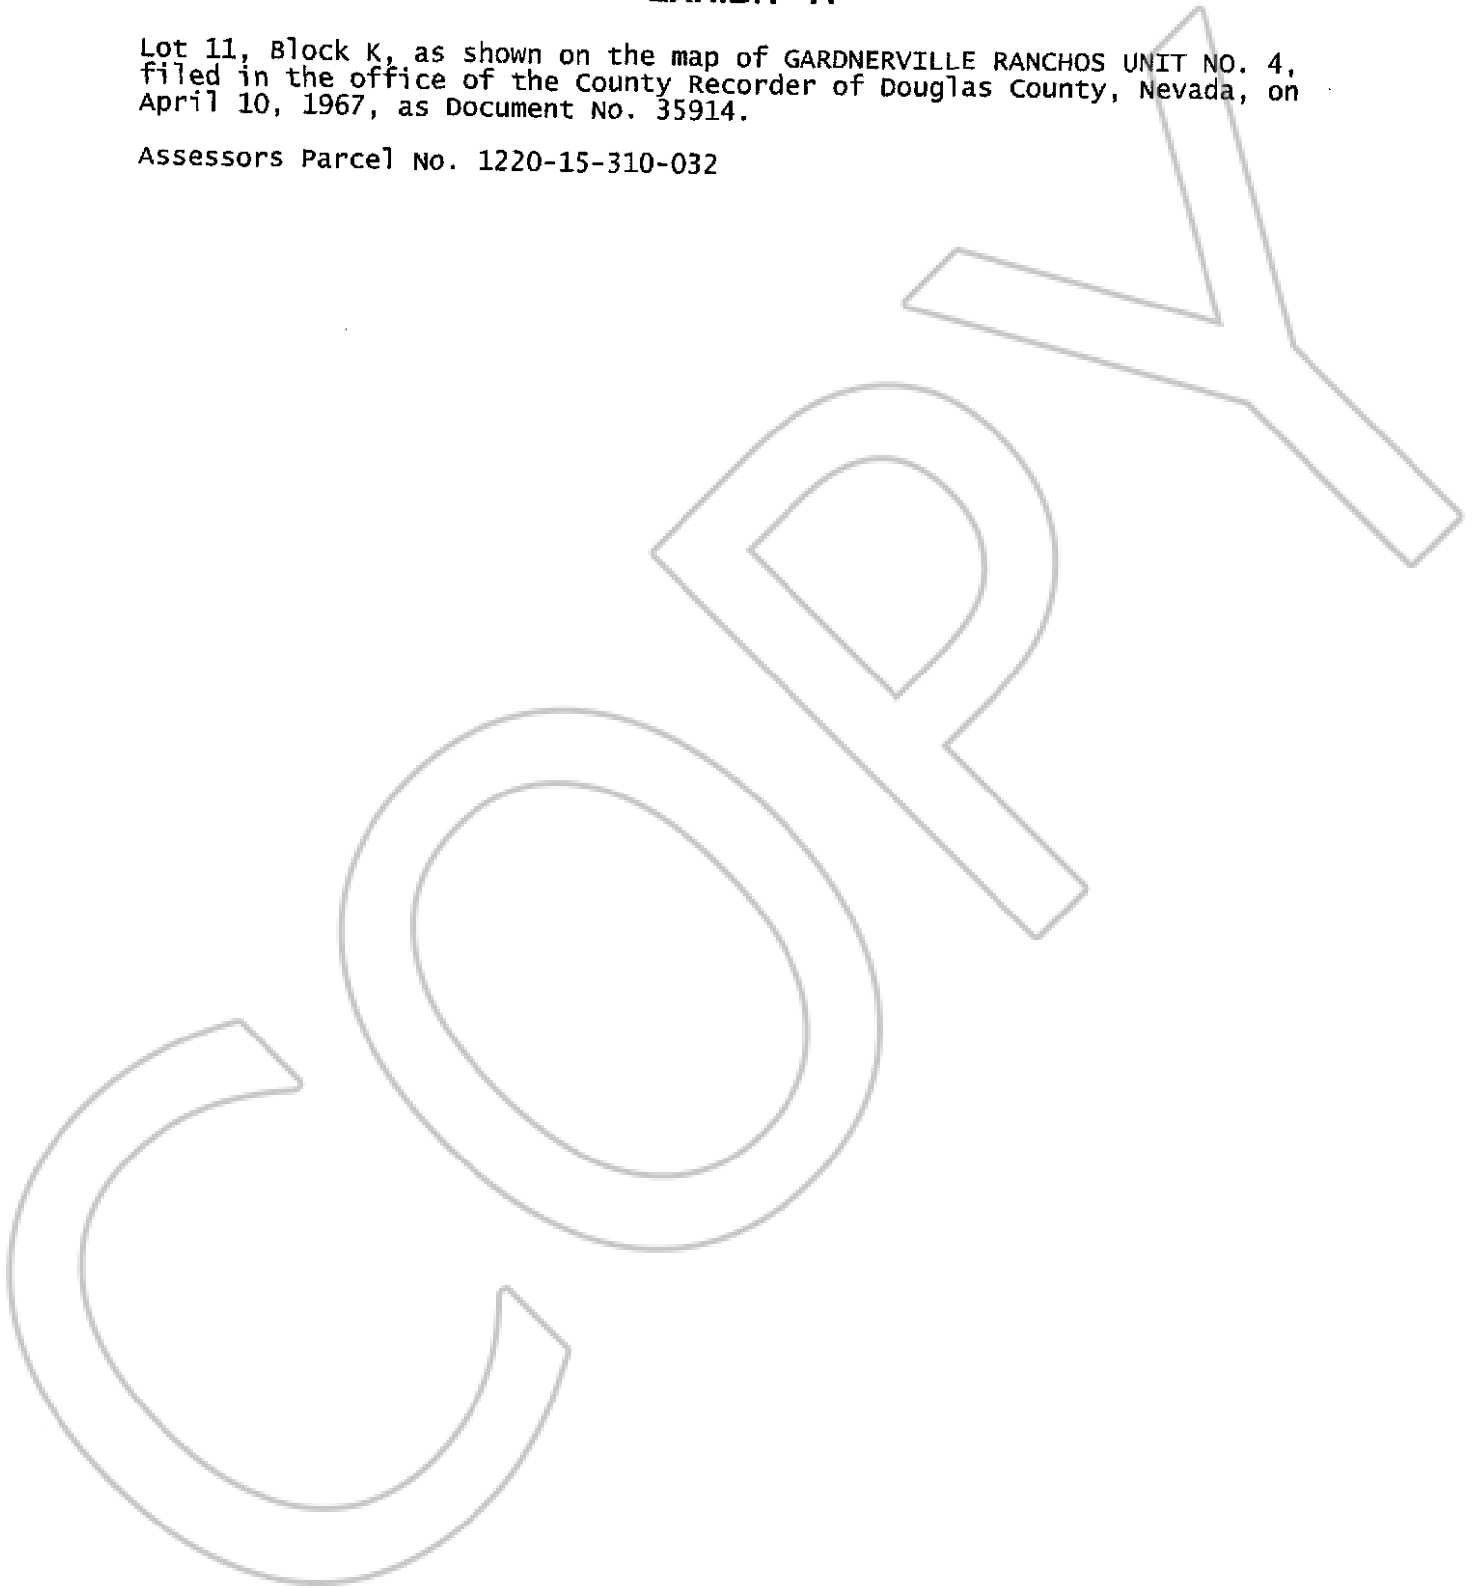 Lot 11, Block K, as shown on the map of GARDNERVILLE RANCHOS UNIT NO. 4,
filed in the office of the County Recorder of Douglas County, Nevada, on
April 10, 1967, as Document No. 35914.
Assessors Parcel No. 1220-15-310-032
COPY